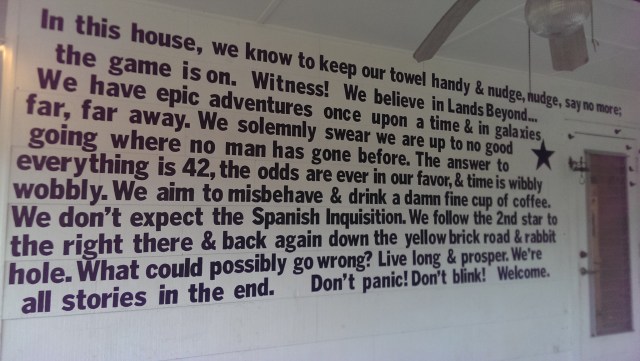 In this house, we know to keep our towel handy & nudge, nudge, say no more;
the game is on. Witness! We believe in Lands Beyond...
We have epic adventures once upon a time & in galaxies
far, far away. We solemnly swear we are up to no good
going where no man has gone before. The answer to
everything is 42, the odds are ever in our favor, & time is wibbly
wobbly. We aim to misbehave & drink a damn fine cup of coffee.
We don't expect the Spanish Inquisition. We follow the 2nd star to
the right there & back again down the yellow brick road & rabbit
hole. What could possibly go wrong? Live long & prosper. We're
all stories in the end. Don't panic! Don't blink! Welcome.